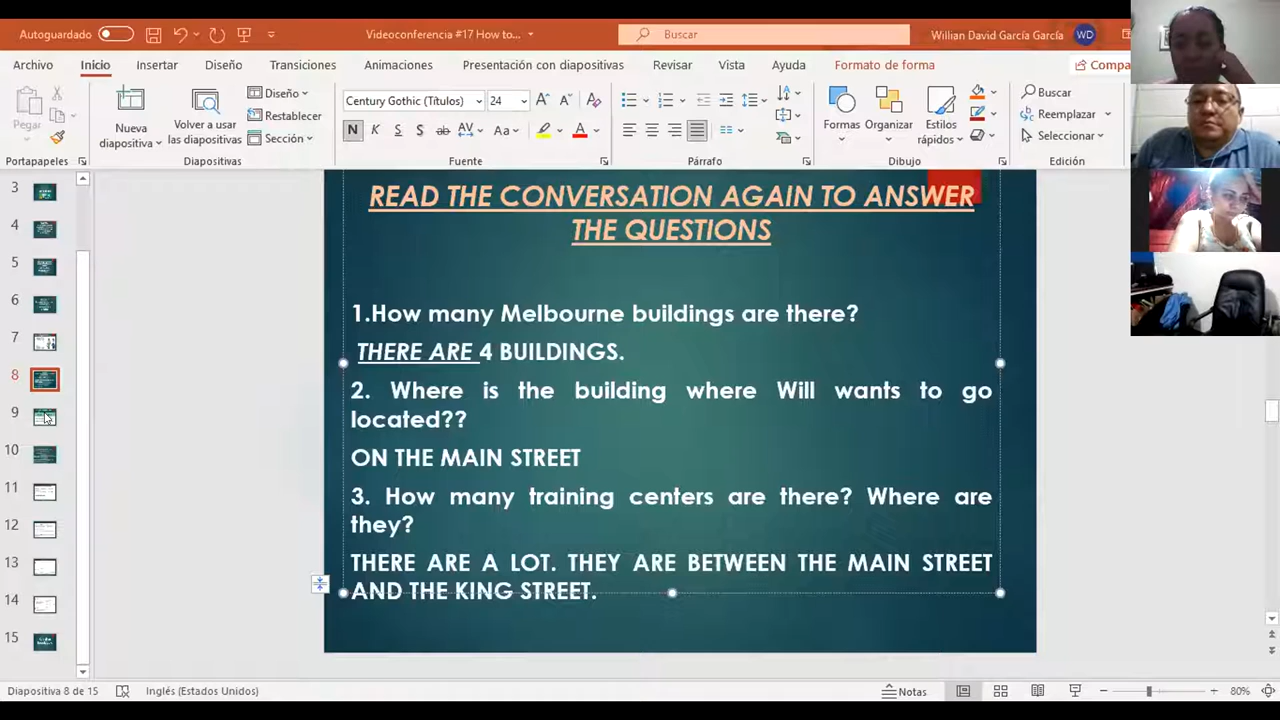 Autoguardado
Videoconferencia #17 How to...
Buscar
Willian David García García
WD
Archivo
Inicio
Insertar
Diseño
Transiciones
Animaciones
Presentación con diapositivas
Revisar
Vista
Ayuda
Formato de forma
Compa
Pegar
Nueva
diapositiva
Volver a usar
las diapositivas
Diseño
Restablecer
Sección
Century Gothic (Títulos)
24
N K S S ab AV Aa A
Formas
Organizar
Estilos
rápidos
Buscar
Reemplazar
Seleccionar
Portapapeles
Diapositivas
Fuente
Párrafo
Dibujo
Edición
3
4
5
6
7
8
9
10
11
12
13
14
15
READ THE CONVERSATION AGAIN TO ANSWER
THE QUESTIONS
1.How many Melbourne buildings are there?
THERE ARE 4 BUILDINGS.
2. Where is the building where Will wants to go
located??
ON THE MAIN STREET
3. How many training centers are there? Where are
they?
THERE ARE A LOT. THEY ARE BETWEEN THE MAIN STREET
AND THE KING STREET.
Diapositiva 8 de 15
Inglés (Estados Unidos)
Notas
80%